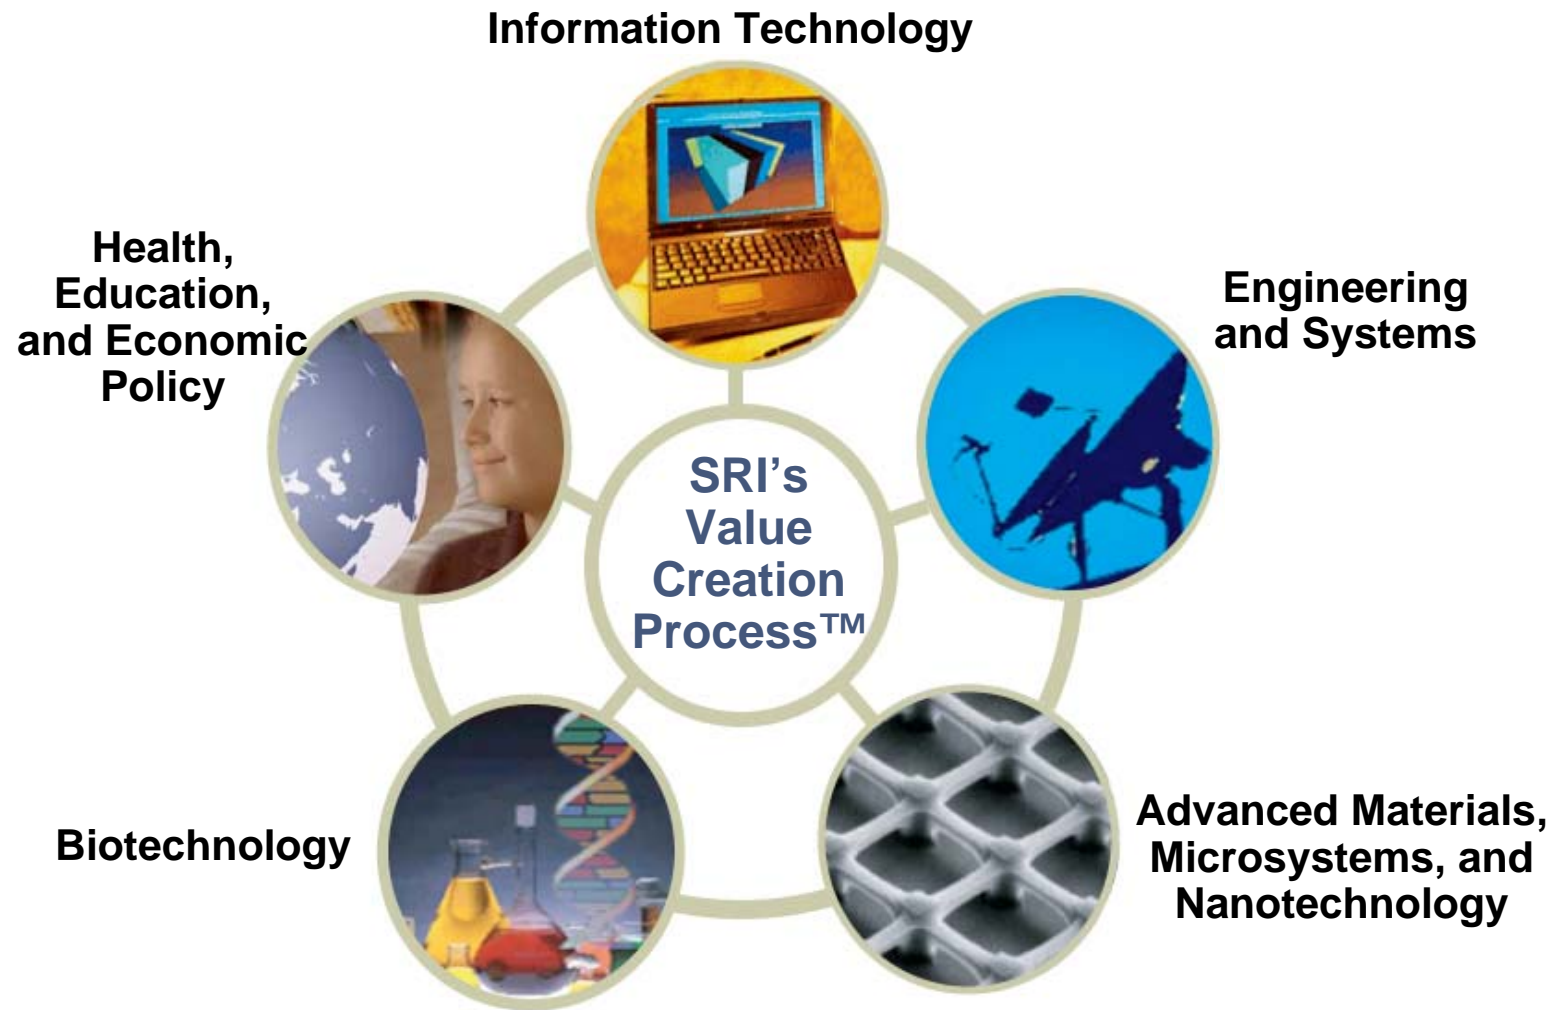 Information Technology
Health,
Education,
and Economic
Policy
Engineering
and Systems
SRI’s
Value
Creation
Process™
Biotechnology
Advanced Materials,
Microsystems, and
Nanotechnology